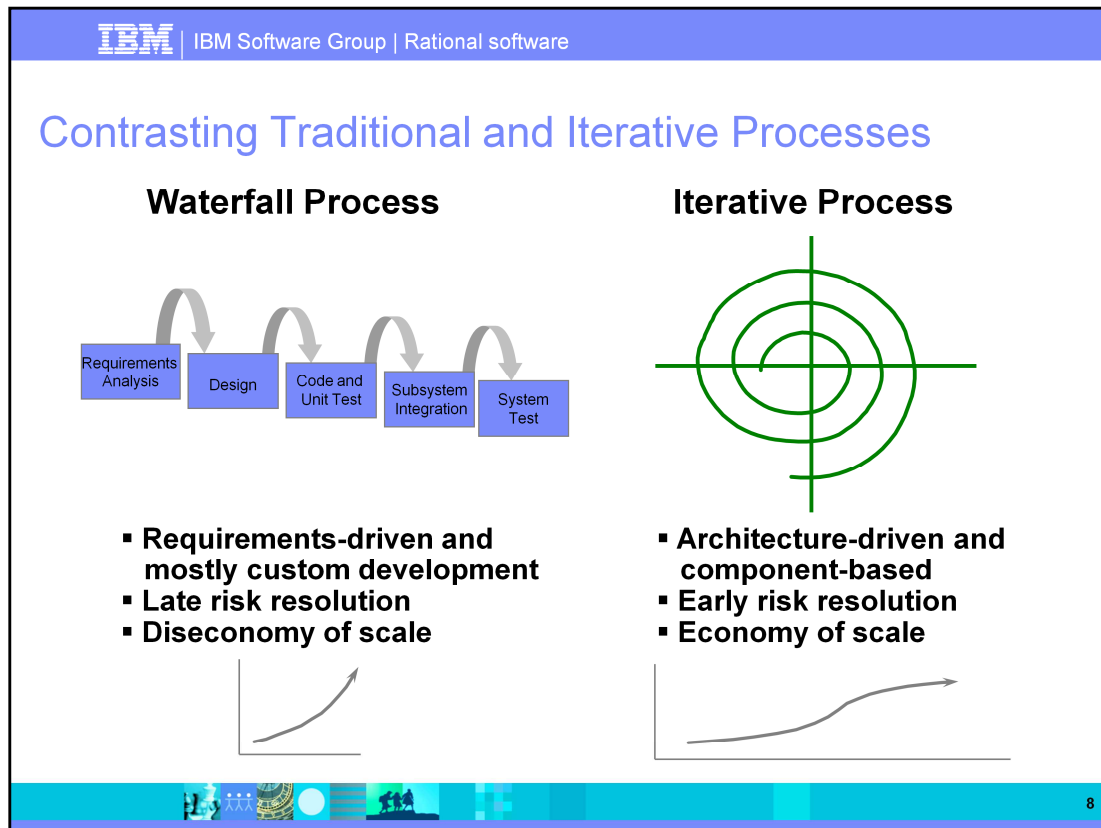 IBM | IBM Software Group | Rational software
Contrasting Traditional and Iterative Processes
Waterfall Process
Requirements
Analysis
Design
Code and
Unit Test
Subsystem
Integration
System
Test
▪ Requirements-driven and
mostly custom development
▪ Late risk resolution
▪ Diseconomy of scale
Iterative Process
▪ Architecture-driven and
component-based
▪ Early risk resolution
▪ Economy of scale
8